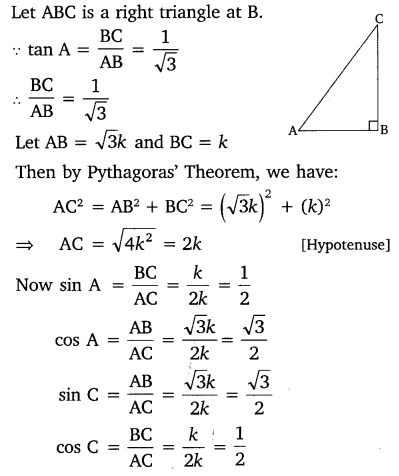 Let ABC is a right triangle at B.
∵ tan A = BC/AB = 1/√3
∴ BC/AB = 1/√3
Let AB = √3k and BC = k
Then by Pythagoras’ Theorem, we have:
AC² = AB² + BC² = (√3k)² + (k)²
⇒ AC = √4k² = 2k [Hypotenuse]
Now sin A = BC/AC = k/2k = 1/2
cos A = AB/AC = √3k/2k = √3/2
sin C = AB/AC = √3k/2k = √3/2
cos C = BC/AC = k/2k = 1/2
C
A
B